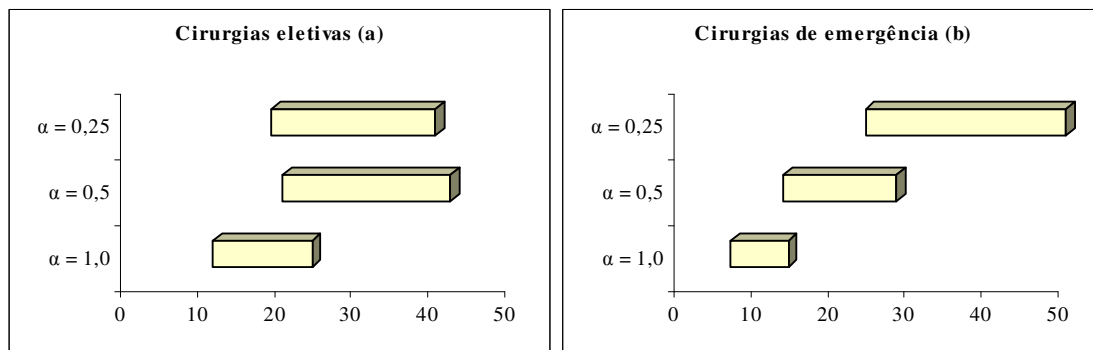 Cirurgias eletivas (a)
α = 0,25
α = 0,5
α = 1,0
0 10 20 30 40 50
Cirurgias de emergência (b)
α = 0,25
α = 0,5
α = 1,0
0 10 20 30 40 50